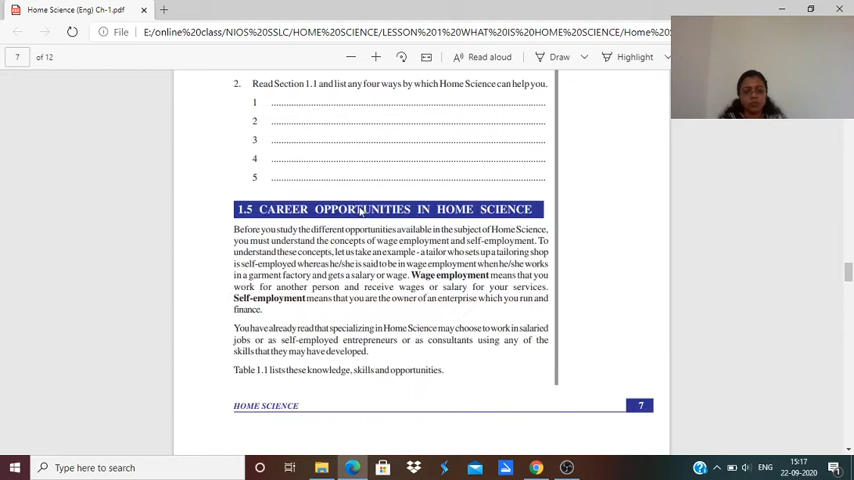 Home Science (Eng) Ch-1.pdf
File E:/online%20class/NIOS%20SSLC/HOME%20SCIENCE/LESSON%201%20WHAT%20IS%20HOME%20SCIENCE/Home%20S
7 of 12 Read aloud Draw Highlight
2. Read Section 1.1 and list any four ways by which Home Science can help you.
1 ..........................................................................................................
2 ..........................................................................................................
3 ..........................................................................................................
4 ..........................................................................................................
5 ..........................................................................................................
1.5 CAREER OPPORTUNITIES IN HOME SCIENCE
Before you study the different opportunities available in the subject of Home Science,
you must understand the concepts of wage employment and self-employment. To
understand these concepts, let us take an example - a tailor who sets up a tailoring shop
is self-employed whereas he/she is said to be in wage employment when he/she works
in a garment factory and gets a salary or wage. Wage employment means that you
work for another person and receive wages or salary for your services.
Self-employment means that you are the owner of an enterprise which you run and
finance.
You have already read that specializing in Home Science may choose to work in salaried
jobs or as self-employed entrepreneurs or as consultants using any of the
skills that they may have developed.
Table 1.1 lists these knowledge, skills and opportunities.
HOME SCIENCE 7
Type here to search
ENG
15:17
22-09-2020